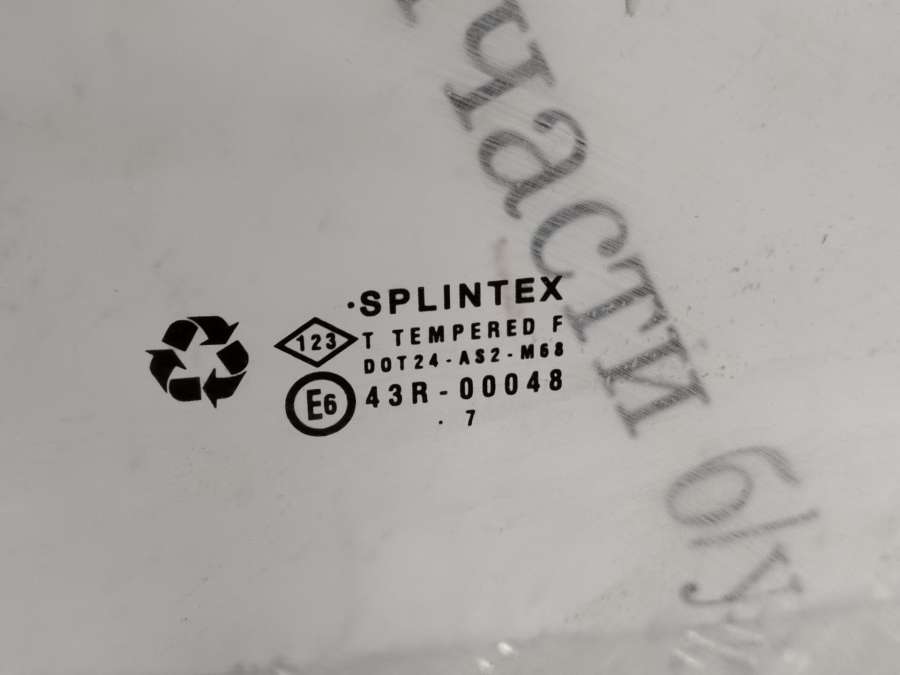 части б/у
·SPLINTEX
123 T TEMPERED F
DOT24-AS2-M68
E6 43R-00048
. 7